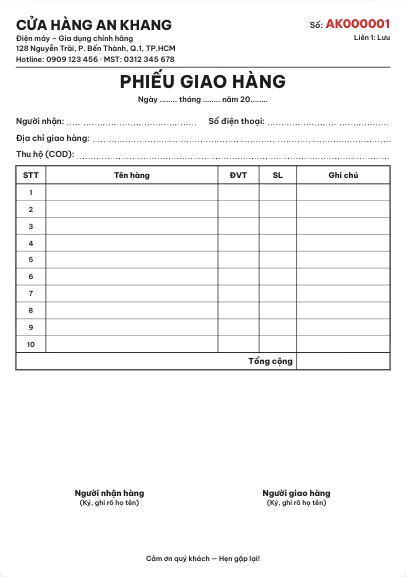 CỬA HÀNG AN KHANG
Số: AK000001
Điện máy – Gia dụng chính hãng
Liên 1: Lưu
128 Nguyễn Trãi, P. Bến Thành, Q.1, TP.HCM
Hotline: 0909 123 456 · MST: 0312 345 678
PHIẾU GIAO HÀNG
Ngày ........ tháng ........ năm 20........
Người nhận: Số điện thoại:
Địa chỉ giao hàng:
Thu hộ (COD):
STT Tên hàng ĐVT SL Ghi chú
1
2
3
4
5
6
7
8
9
10
Tổng cộng
Người nhận hàng Người giao hàng
(Ký, ghi rõ họ tên) (Ký, ghi rõ họ tên)
Cảm ơn quý khách — Hẹn gặp lại!